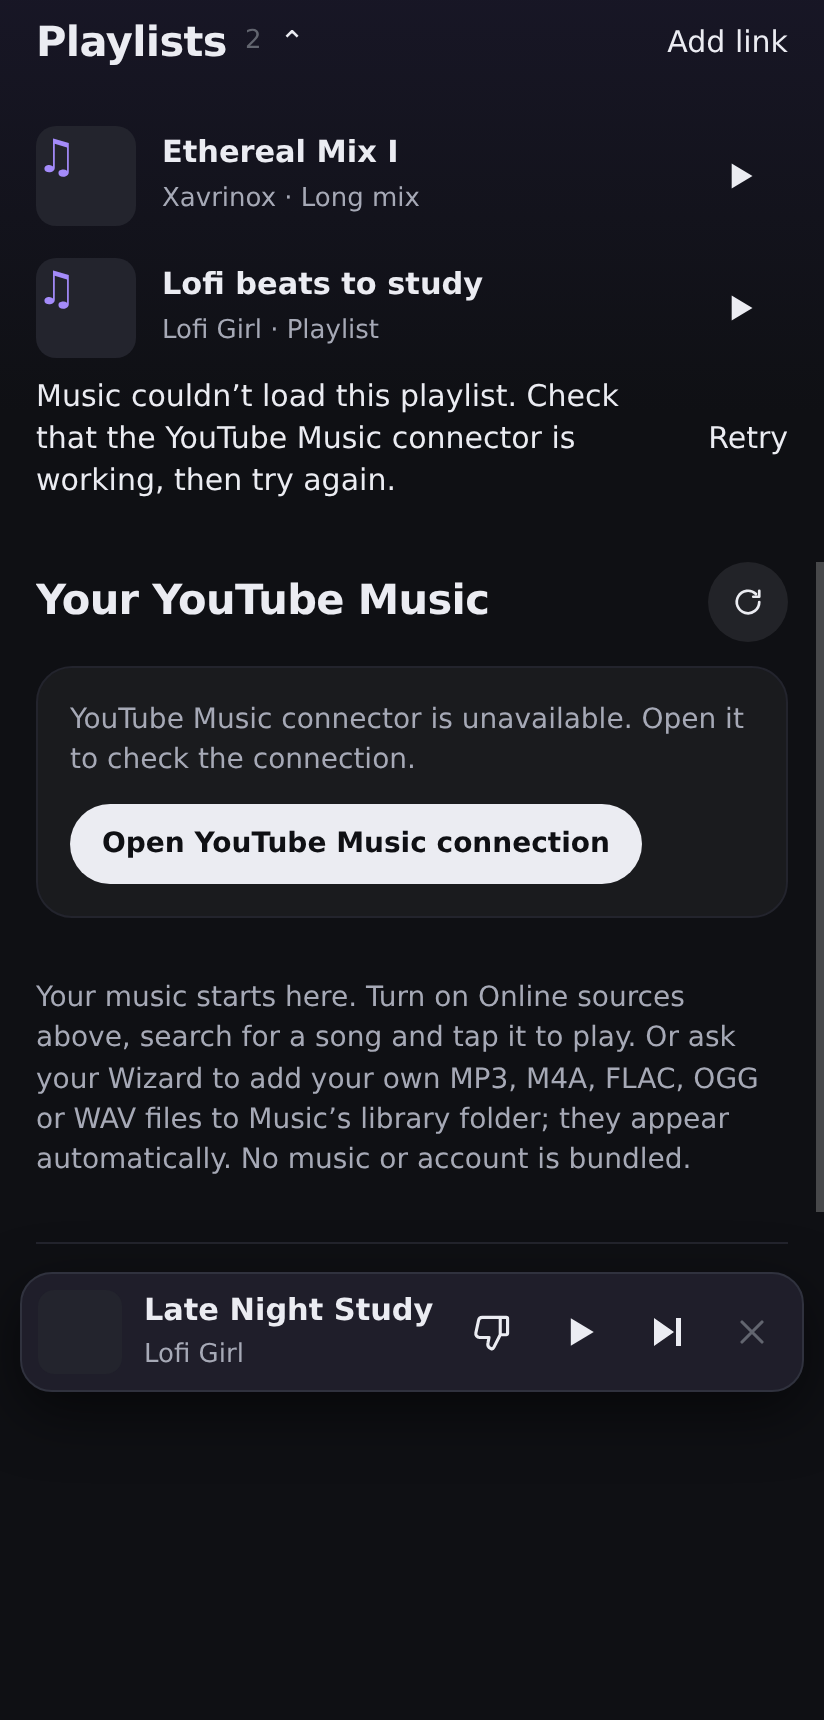 Playlists 2
Add link
Ethereal Mix I
Xavrinox · Long mix
Lofi beats to study
Lofi Girl · Playlist
Music couldn’t load this playlist. Check
that the YouTube Music connector is
working, then try again.
Retry
Your YouTube Music
YouTube Music connector is unavailable. Open it
to check the connection.
Open YouTube Music connection
Your music starts here. Turn on Online sources
above, search for a song and tap it to play. Or ask
your Wizard to add your own MP3, M4A, FLAC, OGG
or WAV files to Music’s library folder; they appear
automatically. No music or account is bundled.
Late Night Study
Lofi Girl